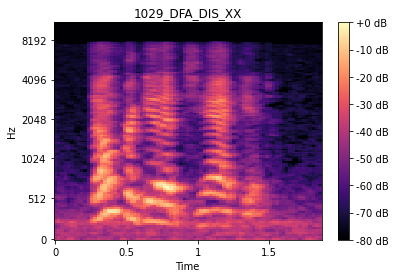 1029_DFA_DIS_XX
Hz
8192
4096
2048
1024
512
0
0
0.5
1
1.5
Time
+0 dB
-10 dB
-20 dB
-30 dB
-40 dB
-50 dB
-60 dB
-70 dB
-80 dB